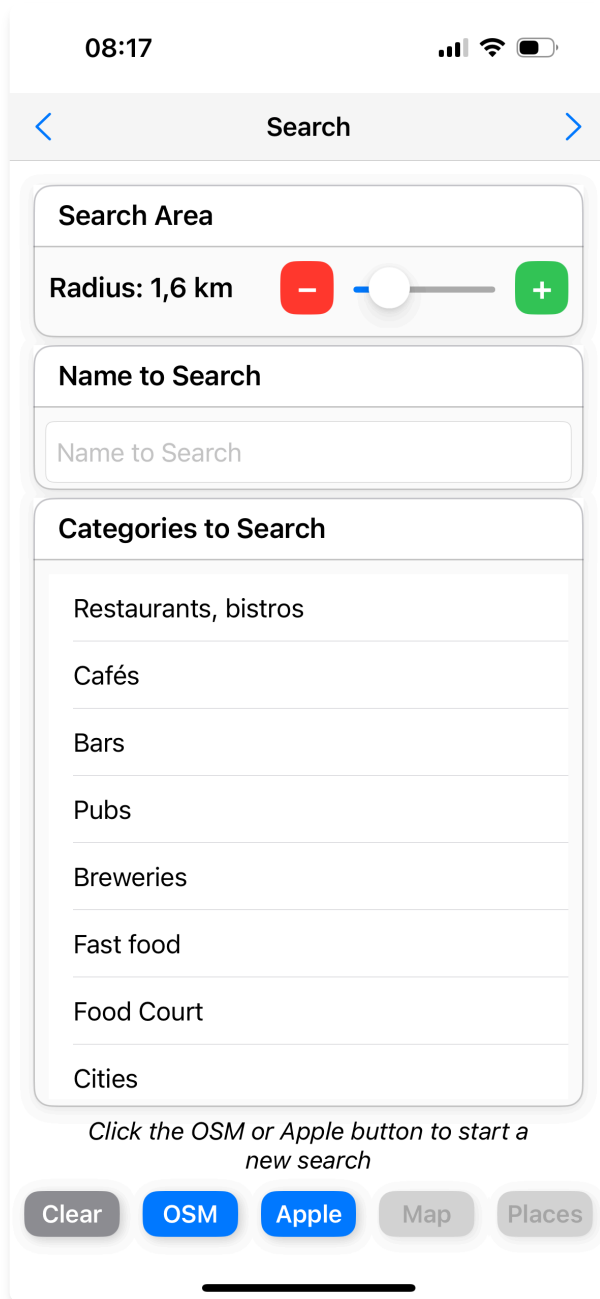 08:17
Search
Search Area
Radius: 1,6 km
Name to Search
Name to Search
Categories to Search
Restaurants, bistros
Cafés
Bars
Pubs
Breweries
Fast food
Food Court
Cities
Click the OSM or Apple button to start a
new search
Clear OSM Apple Map Places